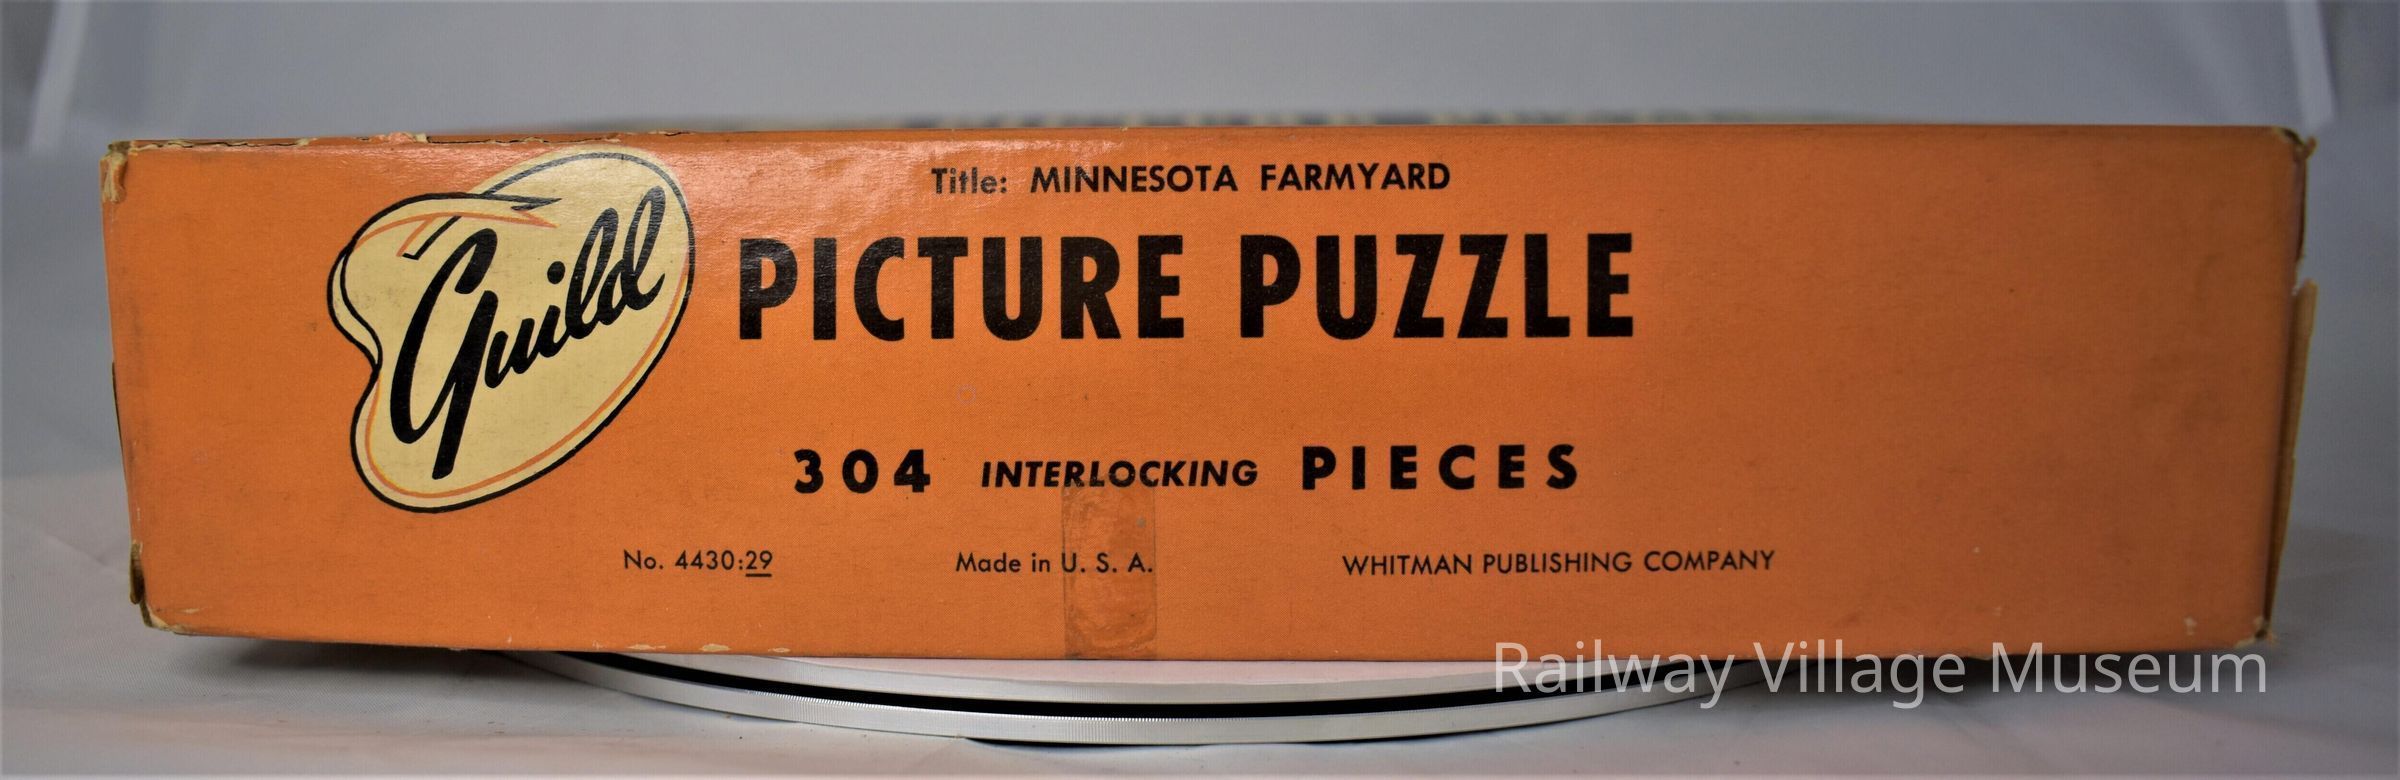 Title: MINNESOTA FARMYARD
Guild
PICTURE PUZZLE
304 INTERLOCKING PIECES
No. 4430:29
Made in U. S. A.
WHITMAN PUBLISHING COMPANY
Railway Village Museum